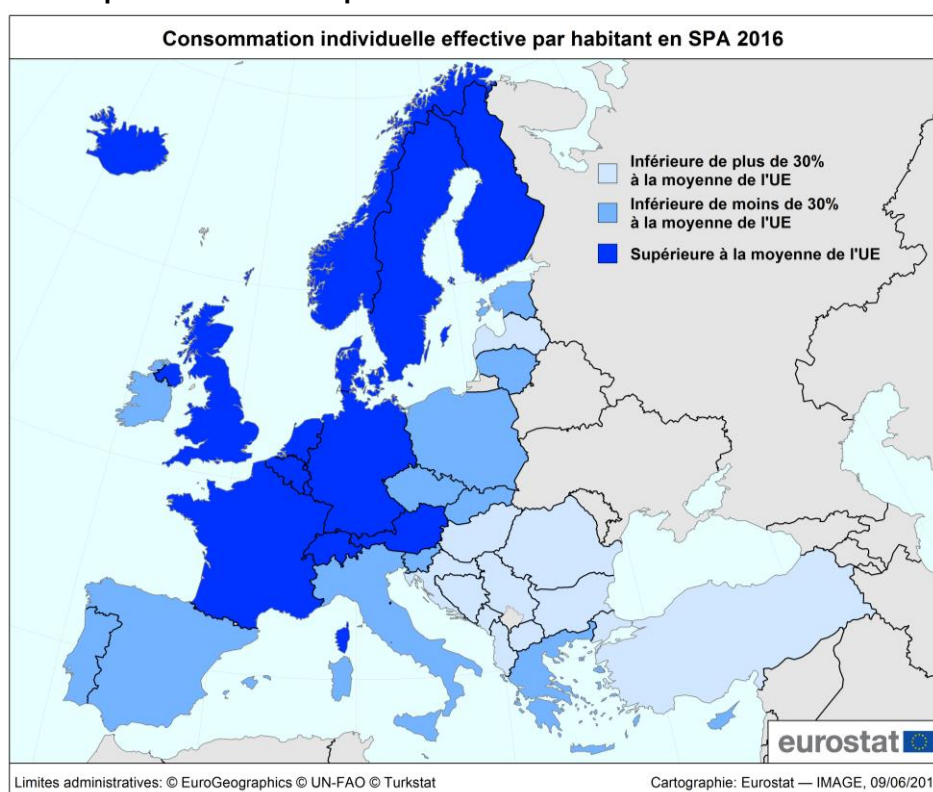 Consommation individuelle effective par habitant en SPA 2016
Inférieure de plus de 30%
à la moyenne de l'UE
Inférieure de moins de 30%
à la moyenne de l'UE
Supérieure à la moyenne de l'UE
eurostat
Limites administratives: © EuroGeographics © UN-FAO © Turkstat
Cartographie: Eurostat — IMAGE, 09/06/201